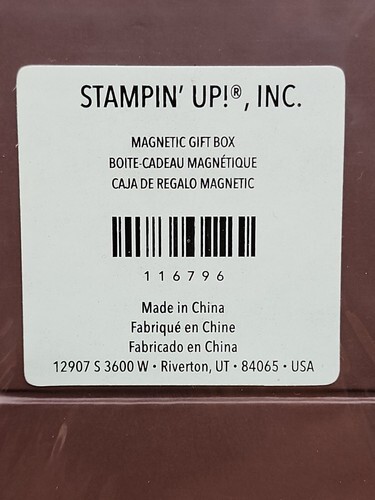 STAMPIN' UP!®, INC.
MAGNETIC GIFT BOX
BOITE-CADEAU MAGNÉTIQUE
CAJA DE REGALO MAGNETIC
116796
Made in China
Fabriqué en Chine
Fabricado en China
12907 S 3600 W • Riverton, UT • 84065 • USA